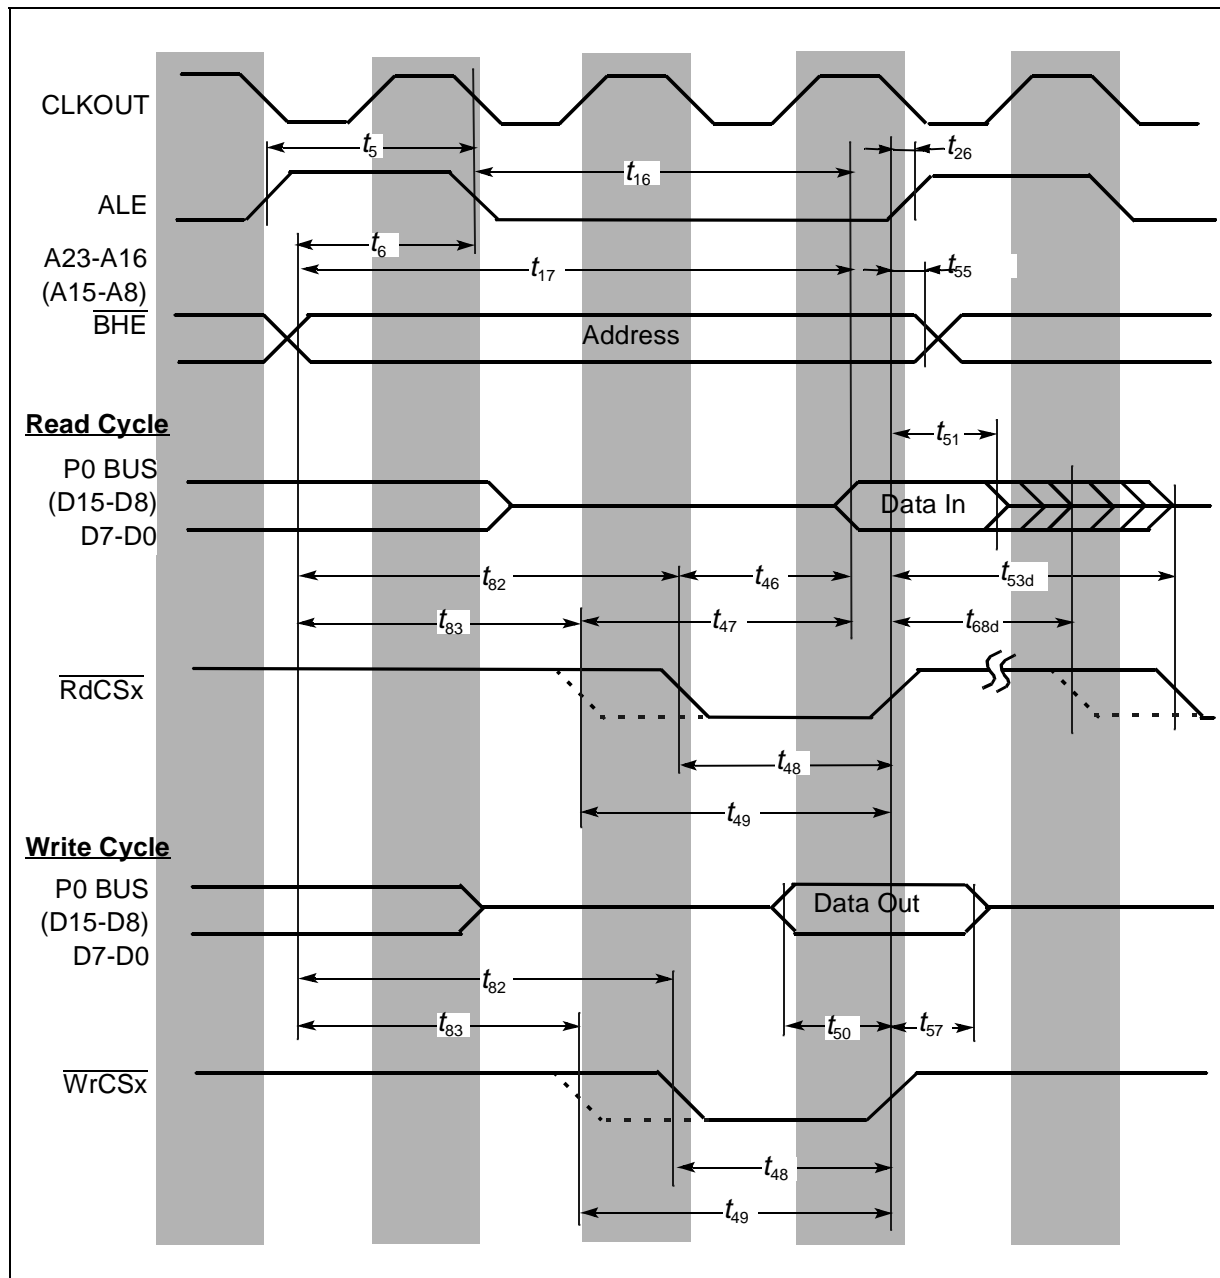 CLKOUT
t5
t26
t16
ALE
t6
A23-A16
t17
t55
(A15-A8)
BHE
Address
Read Cycle
t51
P0 BUS
(D15-D8)
Data In
D7-D0
t82
t46
t53d
t83
t47
t68d
RdCSx
t48
t49
Write Cycle
P0 BUS
(D15-D8)
Data Out
D7-D0
t82
t83
t50
t57
WrCSx
t48
t49